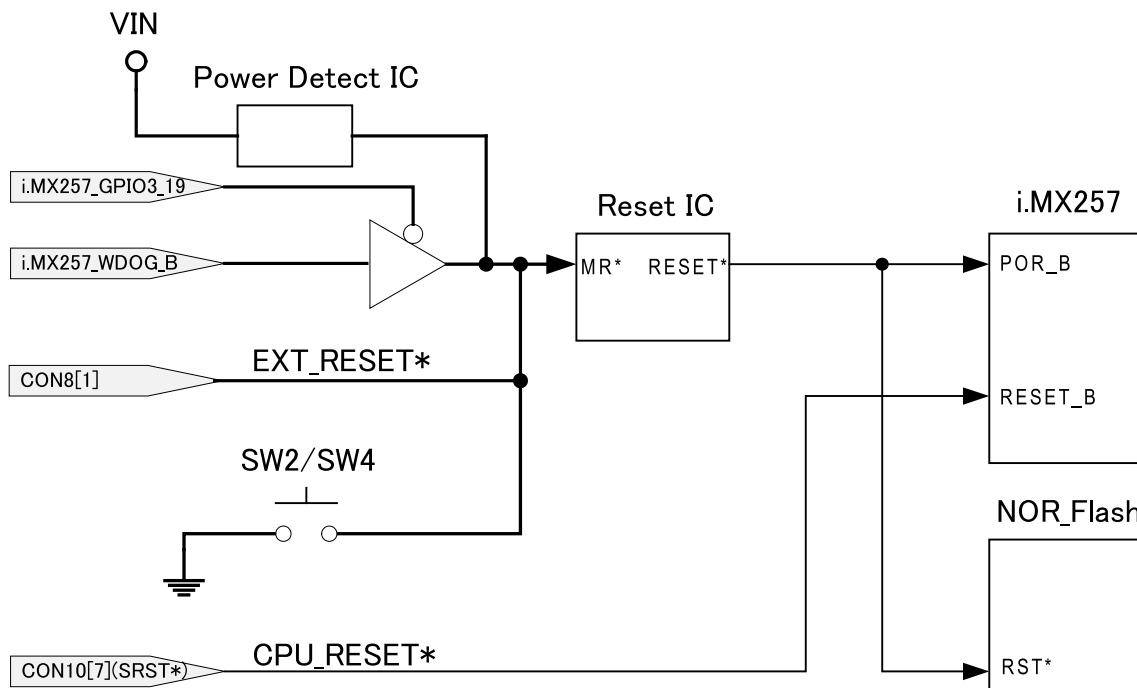 VIN
Power Detect IC
i.MX257_GPIO3_19
Reset IC
i.MX257
i.MX257_WDOG_B
MR*
RESET*
POR_B
CON8[1]
EXT_RESET*
RESET_B
SW2/SW4
NOR_Flash
CON10[7](SRST*)
CPU_RESET*
RST*